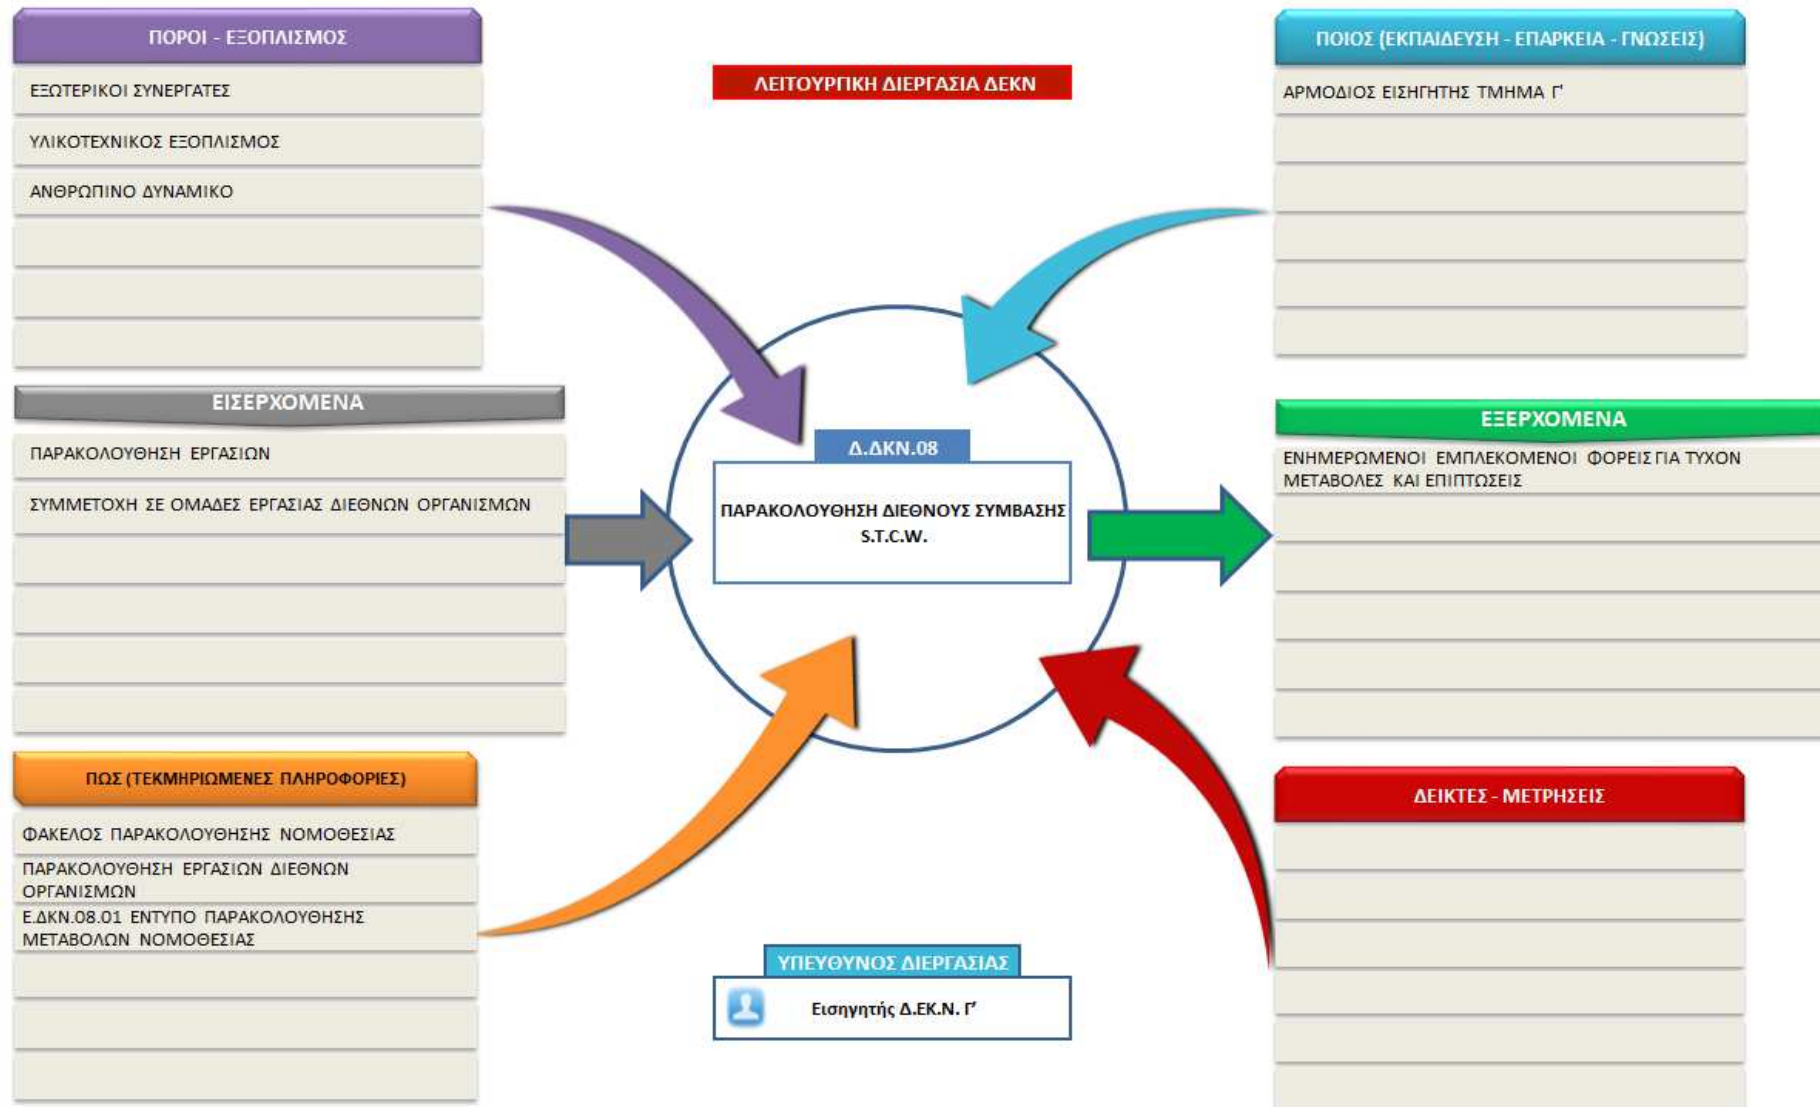 ΠΟΡΟΙ - ΕΞΟΠΛΙΣΜΟΣ
ΕΞΩΤΕΡΙΚΟΙ ΣΥΝΕΡΓΑΤΕΣ
ΥΛΙΚΟΤΕΧΝΙΚΟΣ ΕΞΟΠΛΙΣΜΟΣ
ΑΝΘΡΩΠΙΝΟ ΔΥΝΑΜΙΚΟ
ΛΕΙΤΟΥΡΓΙΚΗ ΔΙΕΡΓΑΣΙΑ ΔΕΚΝ
ΠΟΙΟΣ (ΕΚΠΑΙΔΕΥΣΗ - ΕΠΑΡΚΕΙΑ - ΓΝΩΣΕΙΣ)
ΑΡΜΟΔΙΟΣ ΕΙΣΗΓΗΤΗΣ ΤΜΗΜΑ Γ'
ΕΙΣΕΡΧΟΜΕΝΑ
ΠΑΡΑΚΟΛΟΥΘΗΣΗ ΕΡΓΑΣΙΩΝ
ΣΥΜΜΕΤΟΧΗ ΣΕ ΟΜΑΔΕΣ ΕΡΓΑΣΙΑΣ ΔΙΕΘΝΩΝ ΟΡΓΑΝΙΣΜΩΝ
Δ.ΔΚΝ.08
ΠΑΡΑΚΟΛΟΥΘΗΣΗ ΔΙΕΘΝΟΥΣ ΣΥΜΒΑΣΗΣ
S.T.C.W.
ΕΞΕΡΧΟΜΕΝΑ
ΕΝΗΜΕΡΩΜΕΝΟΙ ΕΜΠΛΕΚΟΜΕΝΟΙ ΦΟΡΕΙΣ ΓΙΑ ΤΥΧΟΝ
ΜΕΤΑΒΟΛΕΣ ΚΑΙ ΕΠΙΠΤΩΣΕΙΣ
ΠΩΣ (ΤΕΚΜΗΡΙΩΜΕΝΕΣ ΠΛΗΡΟΦΟΡΙΕΣ)
ΦΑΚΕΛΟΣ ΠΑΡΑΚΟΛΟΥΘΗΣΗΣ ΝΟΜΟΘΕΣΙΑΣ
ΠΑΡΑΚΟΛΟΥΘΗΣΗ ΕΡΓΑΣΙΩΝ ΔΙΕΘΝΩΝ
ΟΡΓΑΝΙΣΜΩΝ
Ε.ΔΚΝ.08.01 ΕΝΤΥΠΟ ΠΑΡΑΚΟΛΟΥΘΗΣΗΣ
ΜΕΤΑΒΟΛΩΝ ΝΟΜΟΘΕΣΙΑΣ
ΥΠΕΥΘΥΝΟΣ ΔΙΕΡΓΑΣΙΑΣ
Εισηγητής Δ.ΕΚ.Ν. Γ'
ΔΕΙΚΤΕΣ - ΜΕΤΡΗΣΕΙΣ